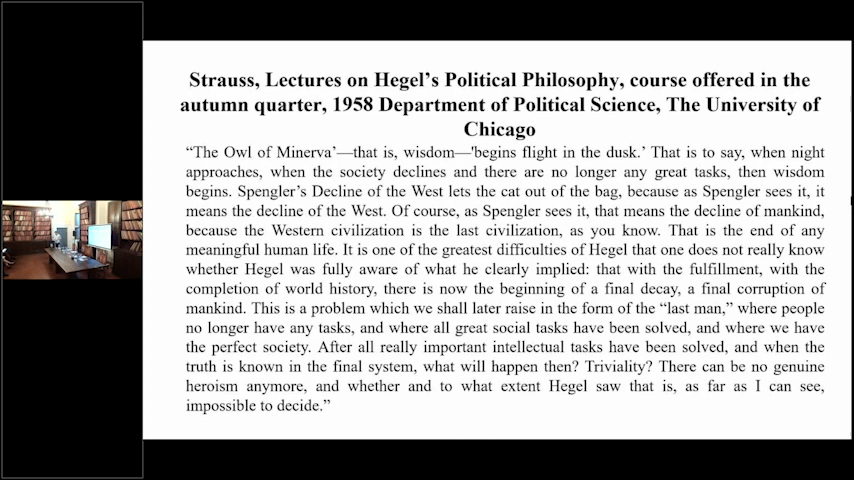 Strauss, Lectures on Hegel's Political Philosophy, course offered in the
autumn quarter, 1958 Department of Political Science, The University of
Chicago
“The Owl of Minerva’—that is, wisdom—'begins flight in the dusk.’ That is to say, when night
approaches, when the society declines and there are no longer any great tasks, then wisdom
begins. Spengler’s Decline of the West lets the cat out of the bag, because as Spengler sees it, it
means the decline of the West. Of course, as Spengler sees it, that means the decline of mankind,
because the Western civilization is the last civilization, as you know. That is the end of any
meaningful human life. It is one of the greatest difficulties of Hegel that one does not really know
whether Hegel was fully aware of what he clearly implied: that with the fulfillment, with the
completion of world history, there is now the beginning of a final decay, a final corruption of
mankind. This is a problem which we shall later raise in the form of the “last man,” where people
no longer have any tasks, and where all great social tasks have been solved, and where we have
the perfect society. After all really important intellectual tasks have been solved, and when the
truth is known in the final system, what will happen then? Triviality? There can be no genuine
heroism anymore, and whether and to what extent Hegel saw that is, as far as I can see,
impossible to decide.”